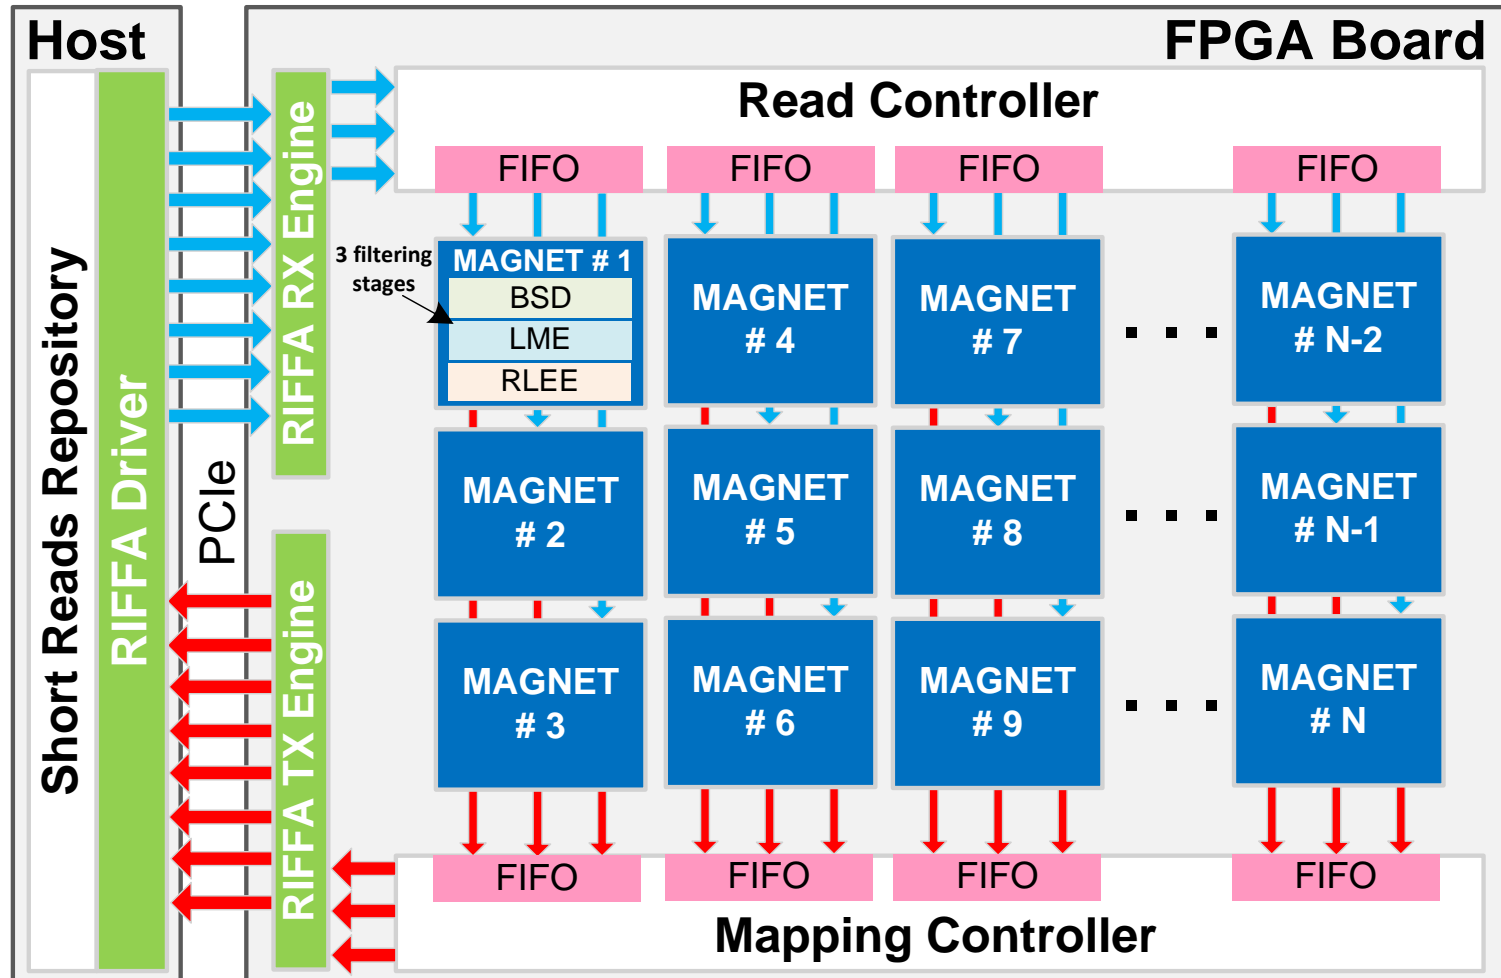 Host
FPGA Board
Short Reads Repository
RIFFA Driver
PCIe
RIFFA RX Engine
RIFFA TX Engine
Read Controller
FIFO
FIFO
FIFO
FIFO
3 filtering
stages
MAGNET # 1
BSD
LME
RLEE
MAGNET
# 4
MAGNET
# 7
. . .
MAGNET
# N-2
MAGNET
# 2
MAGNET
# 5
MAGNET
# 8
. . .
MAGNET
# N-1
MAGNET
# 3
MAGNET
# 6
MAGNET
# 9
. . .
MAGNET
# N
FIFO
FIFO
FIFO
FIFO
Mapping Controller